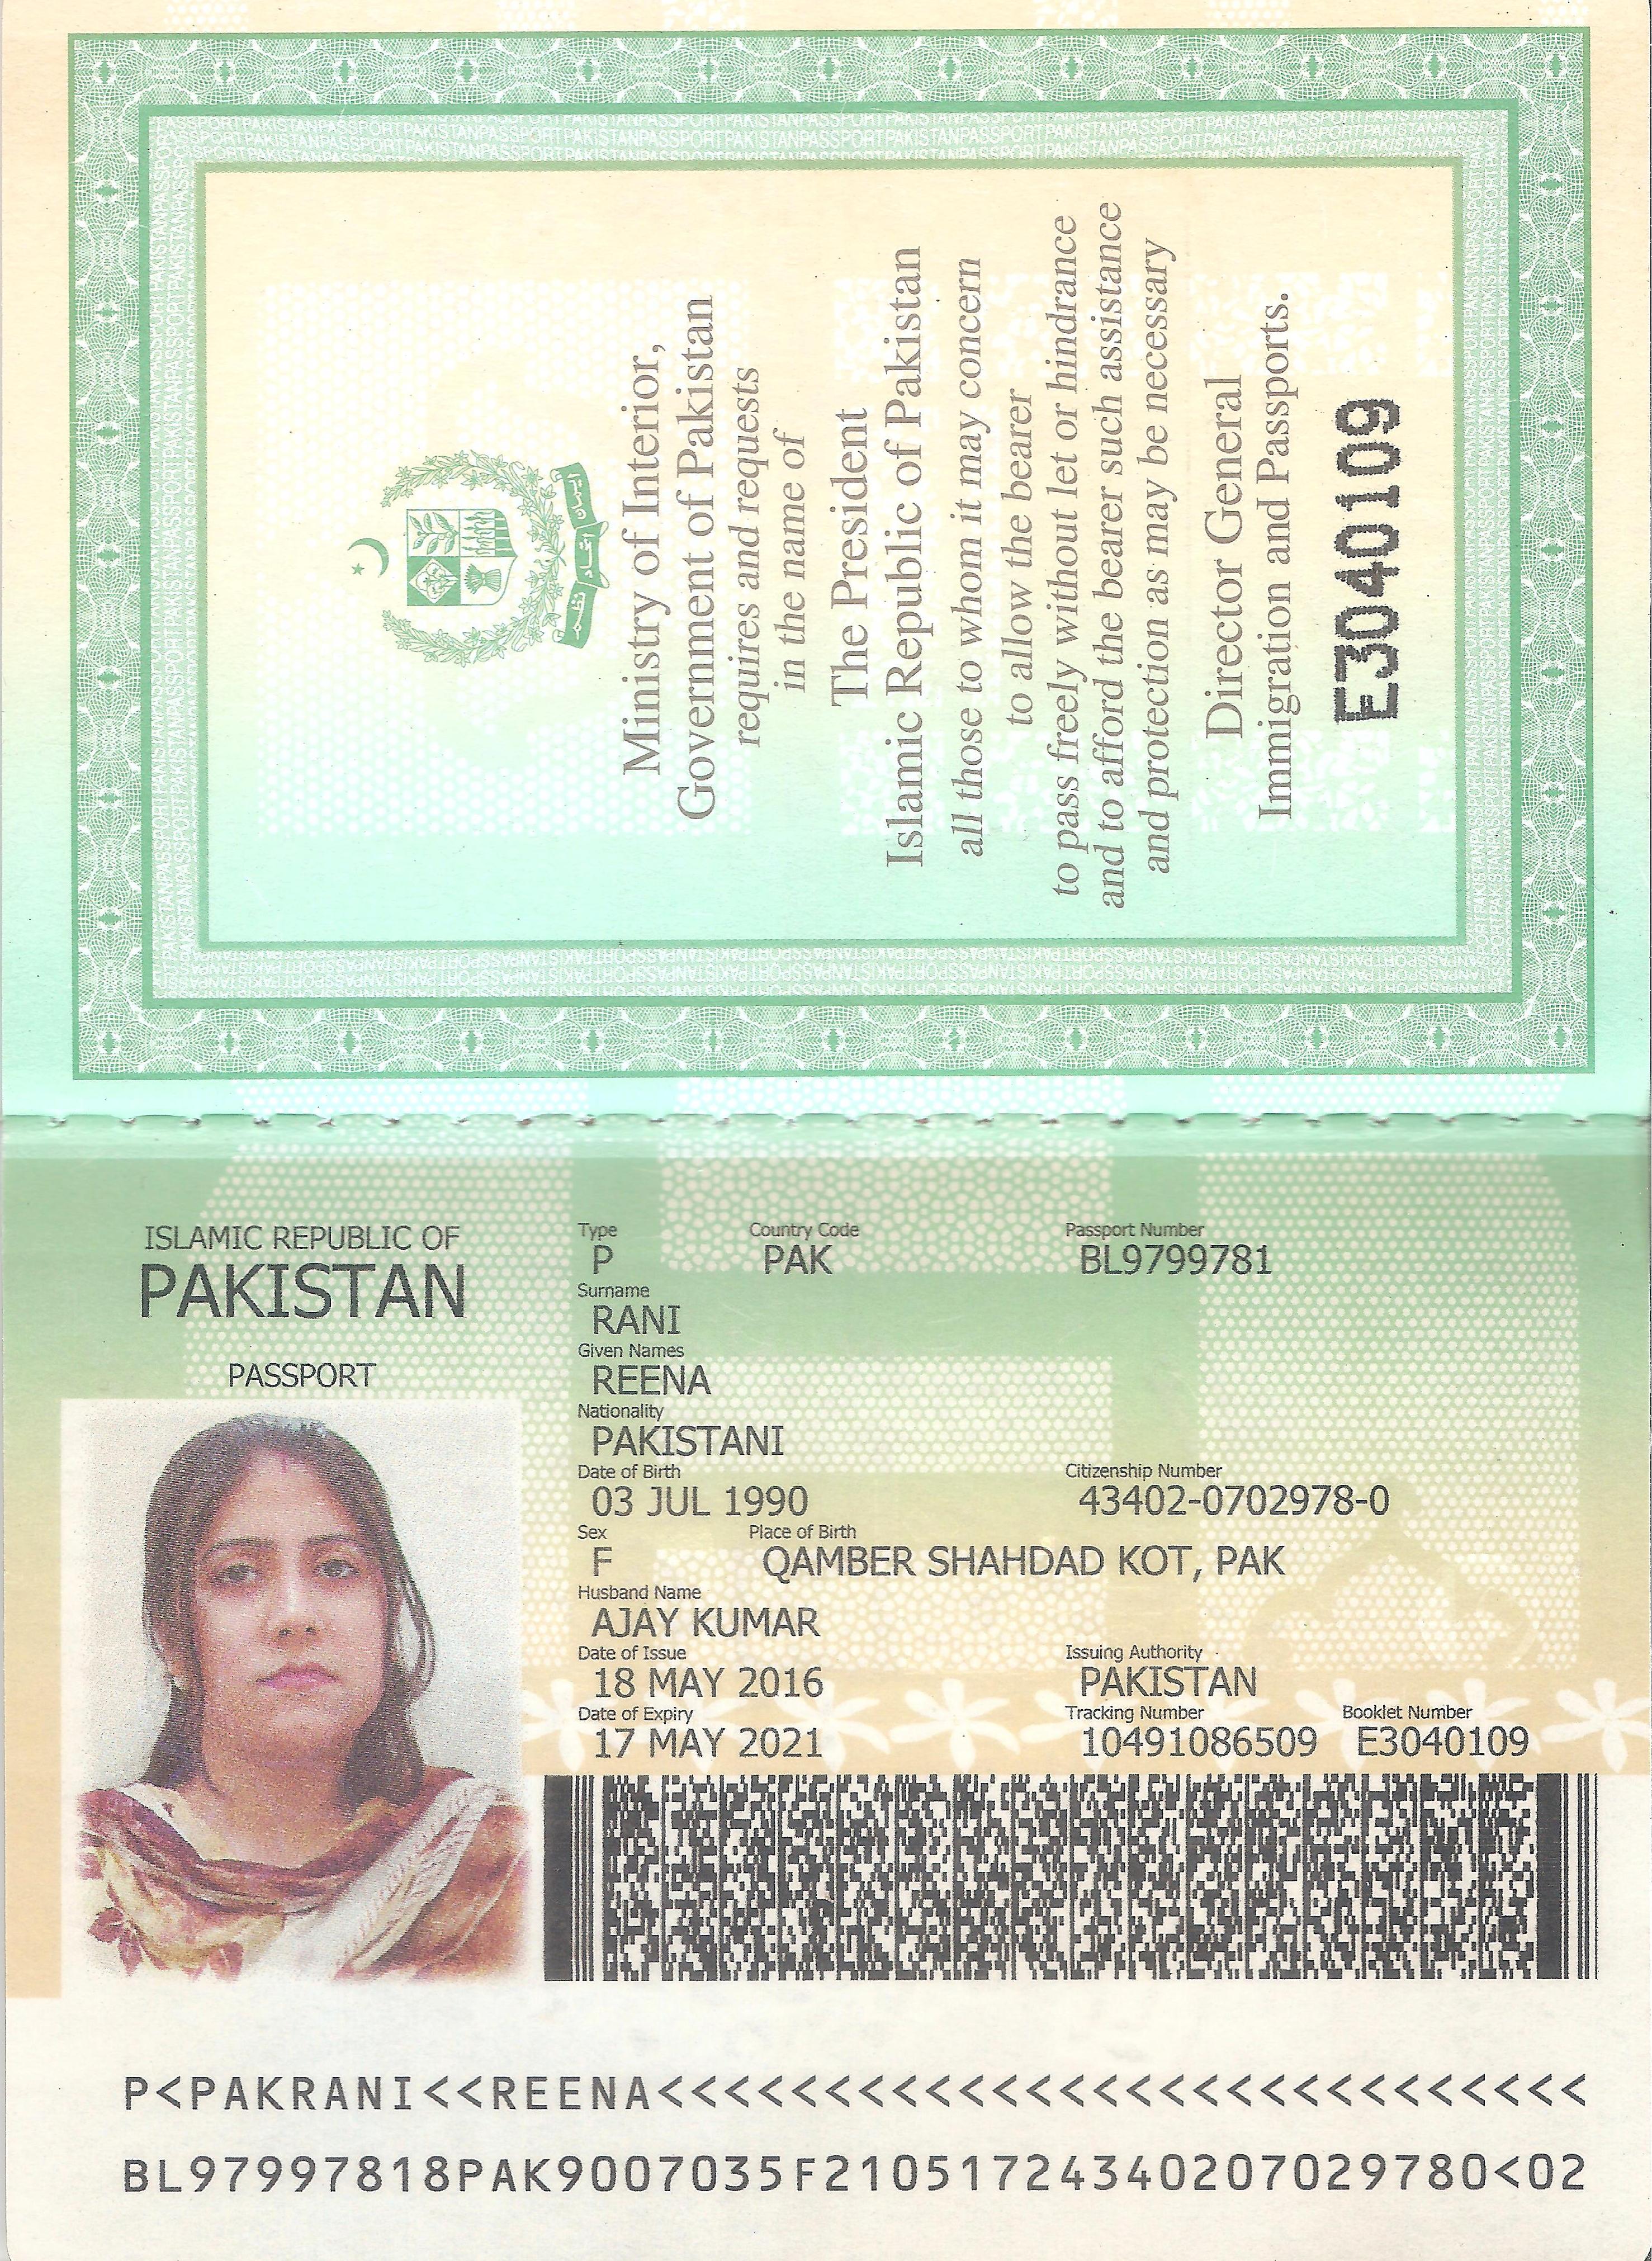 ایمان اتحاد نظم
Ministry of Interior,
Government of Pakistan
requires and requests
in the name of
The President
Islamic Republic of Pakistan
all those to whom it may concern
to allow the bearer
to pass freely without let or hindrance
and to afford the bearer such assistance
and protection as may be necessary
Director General
Immigration and Passports.
E3040109
ISLAMIC REPUBLIC OF
PAKISTAN
PASSPORT
Type Country Code Passport Number
P PAK BL9799781
Surname
RANI
Given Names
REENA
Nationality
PAKISTANI
Date of Birth Citizenship Number
03 JUL 1990 43402-0702978-0
Sex Place of Birth
F QAMBER SHAHDAD KOT, PAK
Husband Name
AJAY KUMAR
Date of Issue Issuing Authority
18 MAY 2016 PAKISTAN
Date of Expiry Tracking Number Booklet Number
17 MAY 2021 10491086509 E3040109
P<PAKRANI<<REENA<<<<<<<<<<<<<<<<<<<<<<<<<<<<
BL97997818PAK9007035F21051724340207029780<02